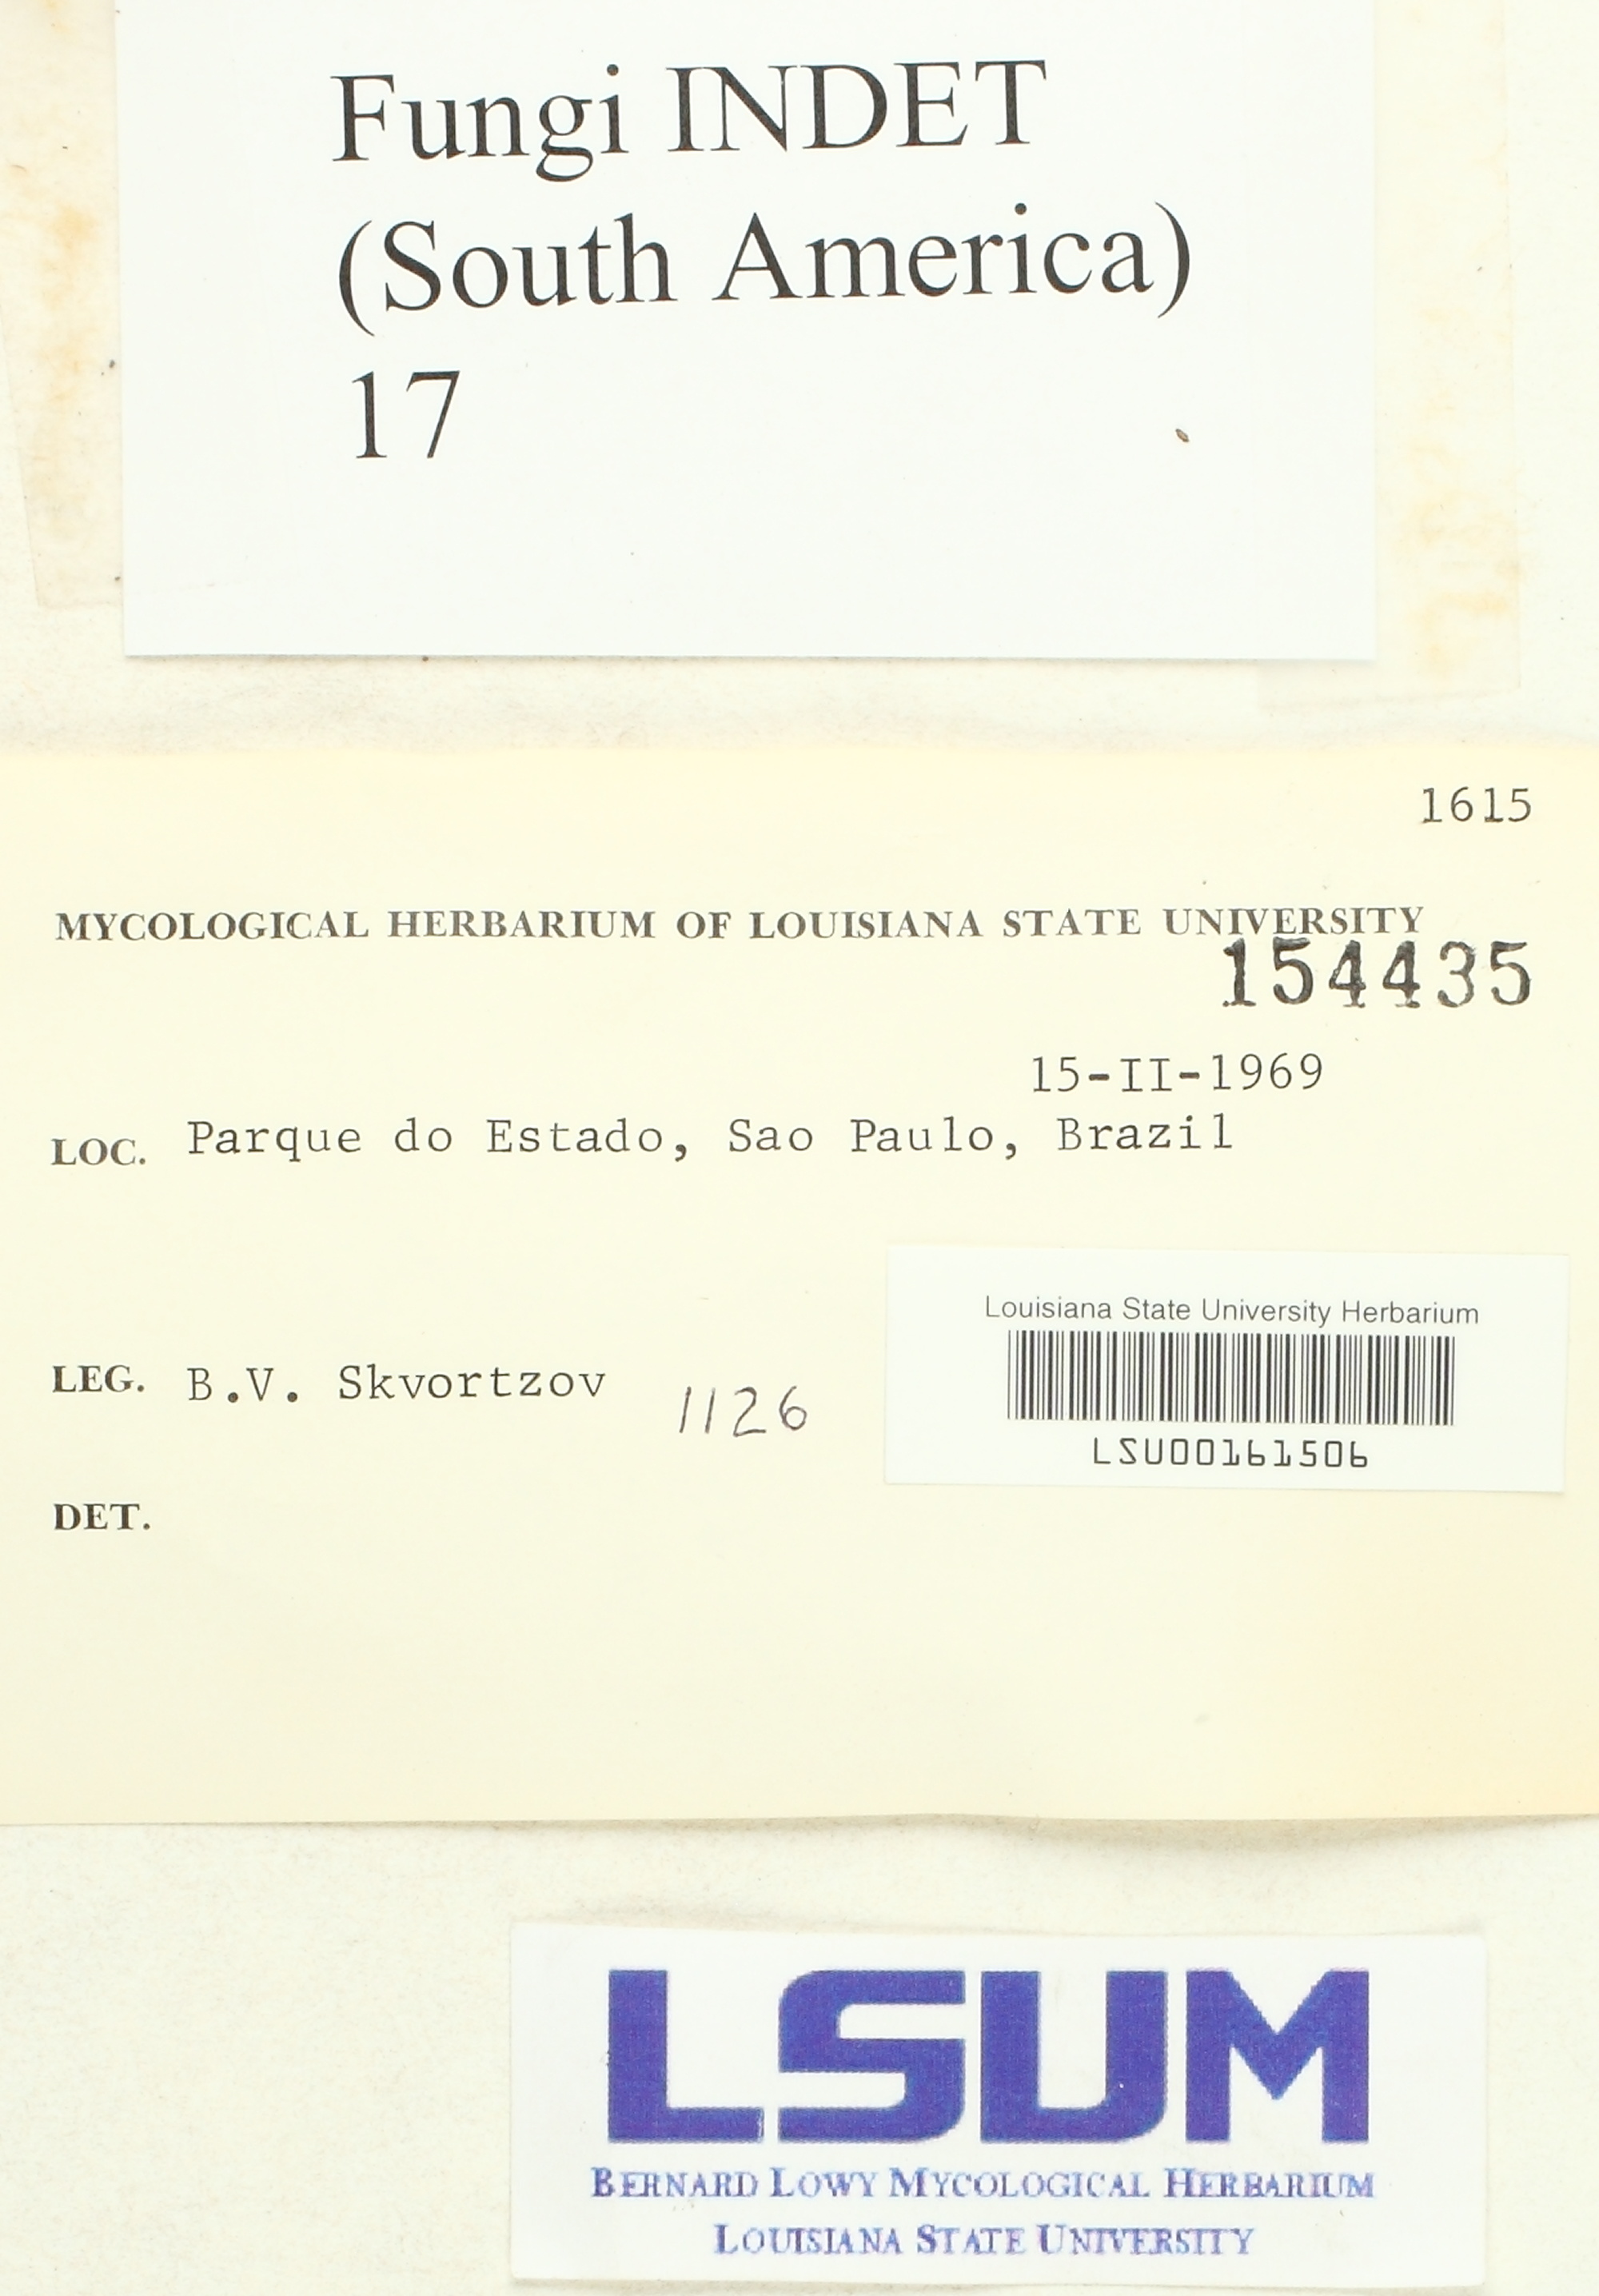 Fungi INDET
(South America)
17
1615
MYCOLOGICAL HERBARIUM OF LOUISIANA STATE UNIVERSITY
154435
15-II-1969
LOC. Parque do Estado, Sao Paulo, Brazil
Louisiana State University Herbarium
LEG. B.V. Skvortzov 1126
LSU00161506
DET.
LSUM
BERNARD LOWY MYCOLOGICAL HERBARIUM
LOUISIANA STATE UNIVERSITY